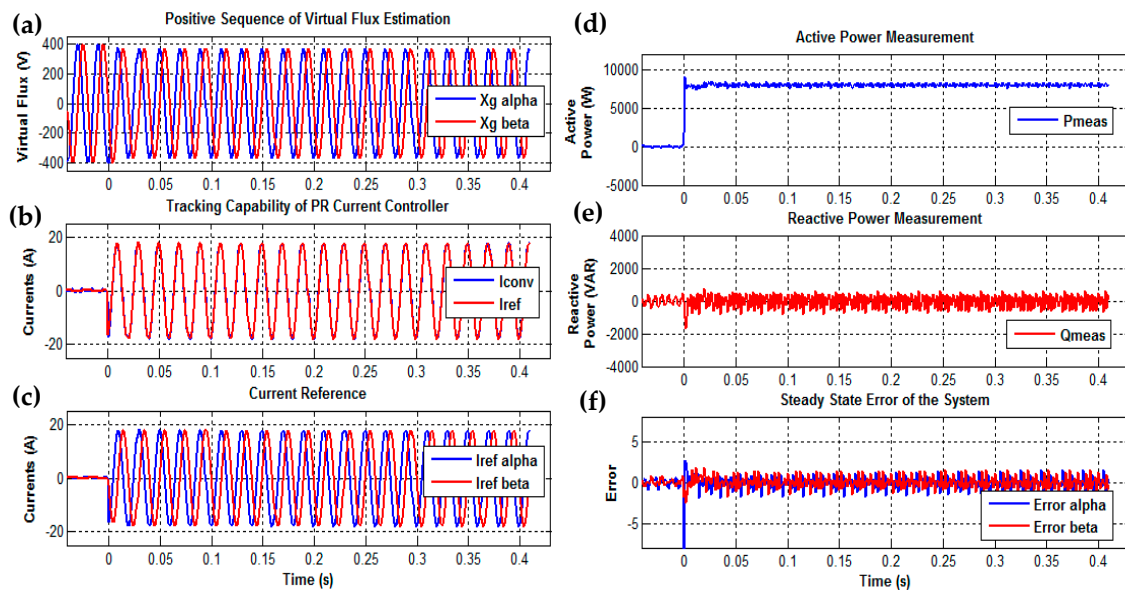 (a)
Positive Sequence of Virtual Flux Estimation
Virtual Flux (V)
400
200
0
-200
-400
Xg alpha
Xg beta
0 0.05 0.1 0.15 0.2 0.25 0.3 0.35 0.4
(b)
Tracking Capability of PR Current Controller
Currents (A)
20
0
-20
Iconv
Iref
0 0.05 0.1 0.15 0.2 0.25 0.3 0.35 0.4
(c)
Current Reference
Currents (A)
20
0
-20
Iref alpha
Iref beta
0 0.05 0.1 0.15 0.2 0.25 0.3 0.35 0.4
Time (s)
(d)
Active Power Measurement
Active
Power (W)
10000
5000
0
-5000
Pmeas
0 0.05 0.1 0.15 0.2 0.25 0.3 0.35 0.4
(e)
Reactive Power Measurement
Reactive
Power (VAR)
4000
2000
0
-2000
-4000
Qmeas
0 0.05 0.1 0.15 0.2 0.25 0.3 0.35 0.4
(f)
Steady State Error of the System
Error
5
0
-5
Error alpha
Error beta
0 0.05 0.1 0.15 0.2 0.25 0.3 0.35 0.4
Time (s)